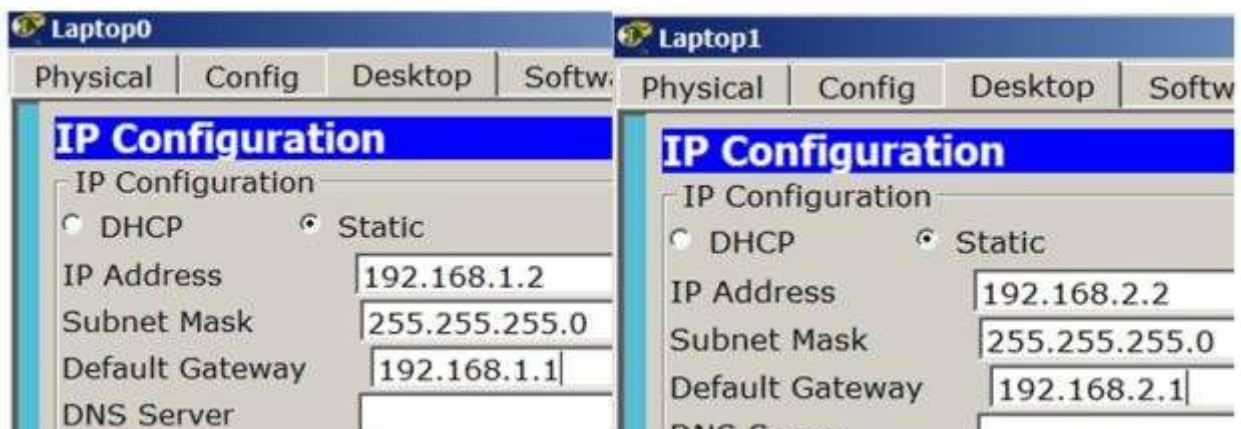 Laptop0
Physical Config Desktop
IP Configuration
IP Configuration
DHCP Static
IP Address 192.168.1.2
Subnet Mask 255.255.255.0
Default Gateway 192.168.1.1
DNS Server
Laptop1
Physical Config Desktop
IP Configuration
IP Configuration
DHCP Static
IP Address 192.168.2.2
Subnet Mask 255.255.255.0
Default Gateway 192.168.2.1